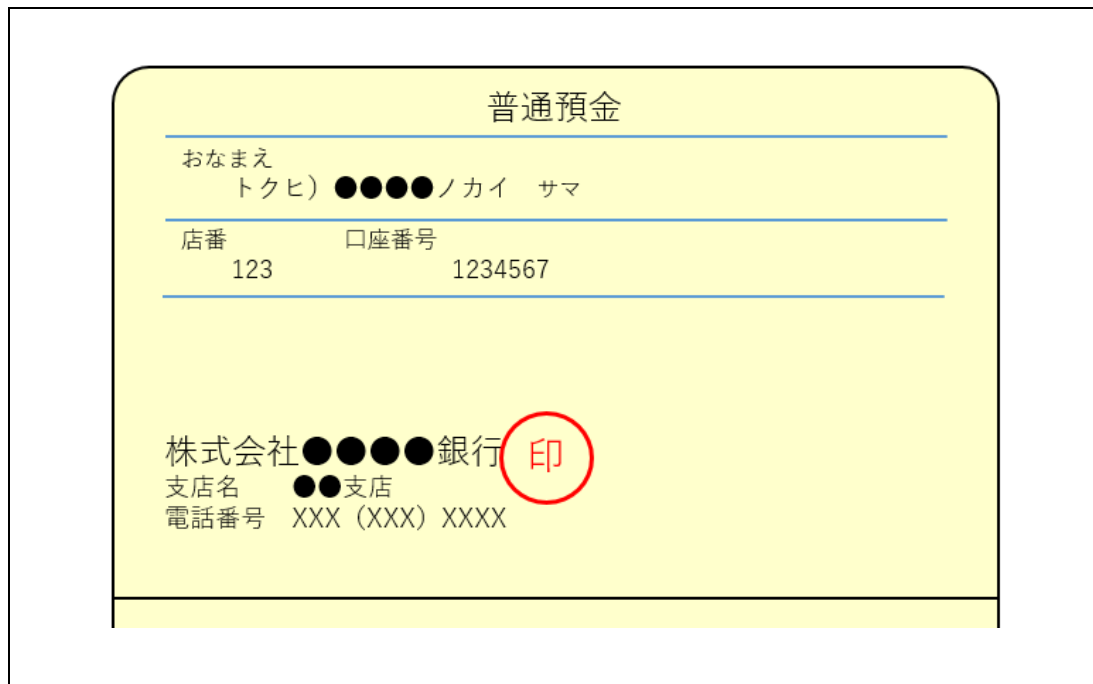 普通預金
おなまえ
トクヒ）●●●●ノカイ　サマ
店番　口座番号
123　1234567
株式会社●●●●銀行 印
支店名　●●支店
電話番号　XXX（XXX）XXXX